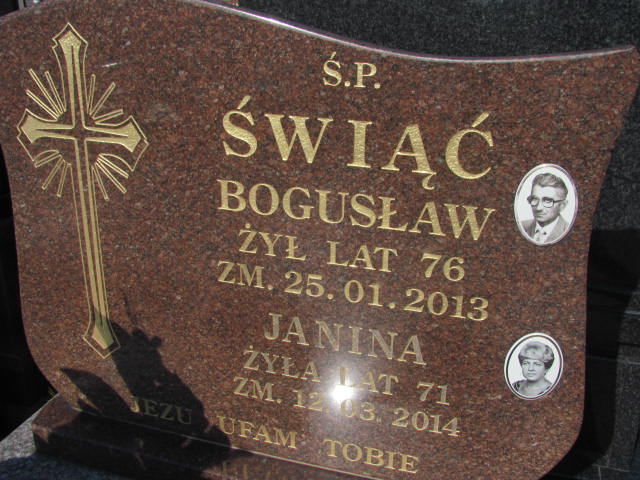 Ś.P.
ŚWIĄĆ
BOGUSŁAW
ŻYŁ LAT 76
ZM. 25.01.2013
JANINA
ŻYŁA LAT 71
ZM. 12.03.2014
JEZU UFAM TOBIE